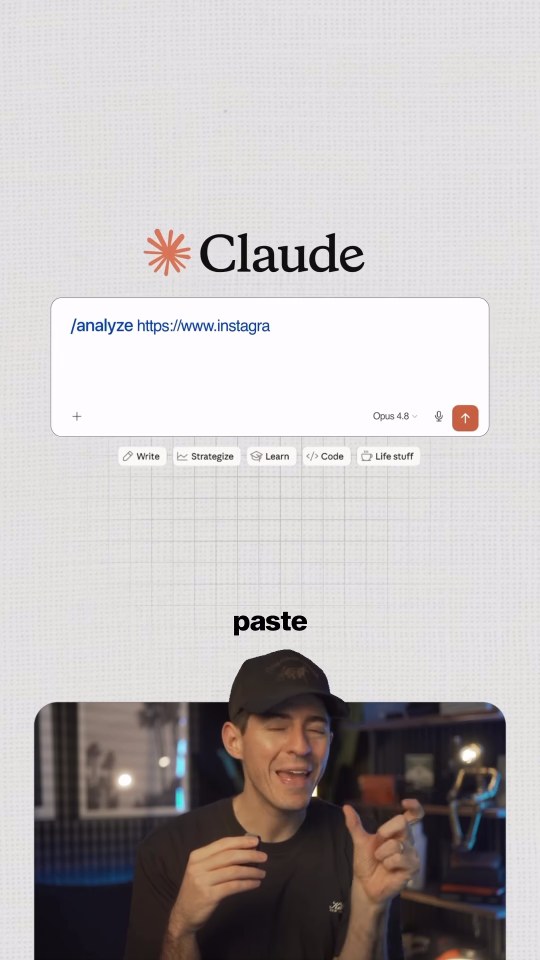 Claude
/analyze https://www.instagra
Opus 4.8
Write
Strategize
Learn
Code
Life stuff
paste